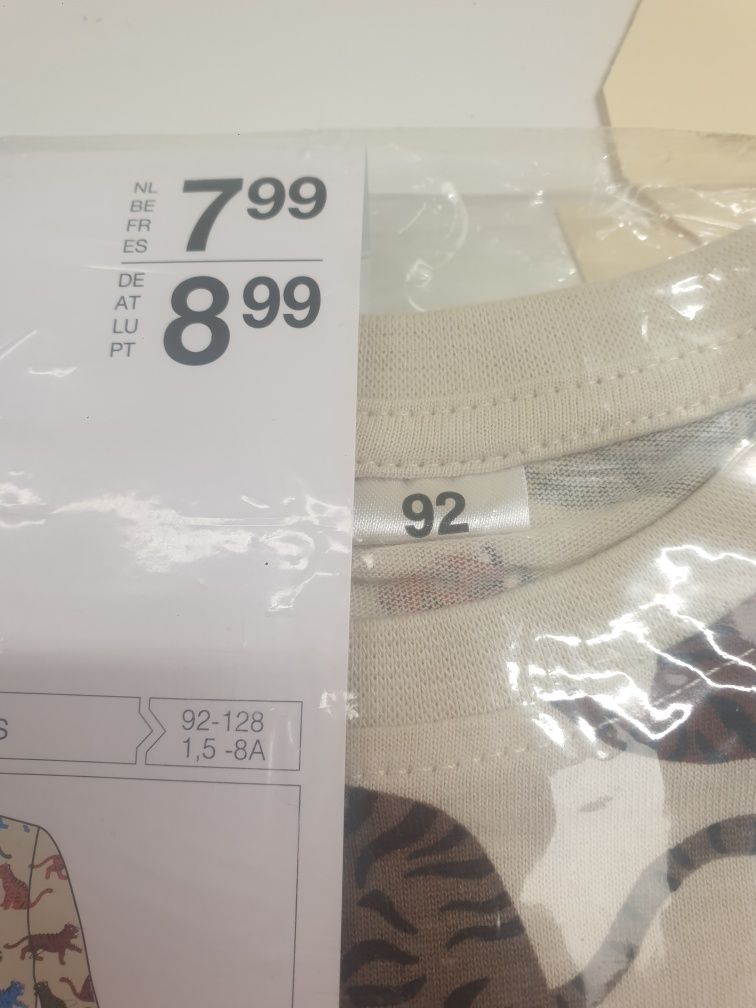 NL
BE
FR
ES
7 99
DE
AT
LU
PT
8 99
92
S
92-128
1,5 -8A